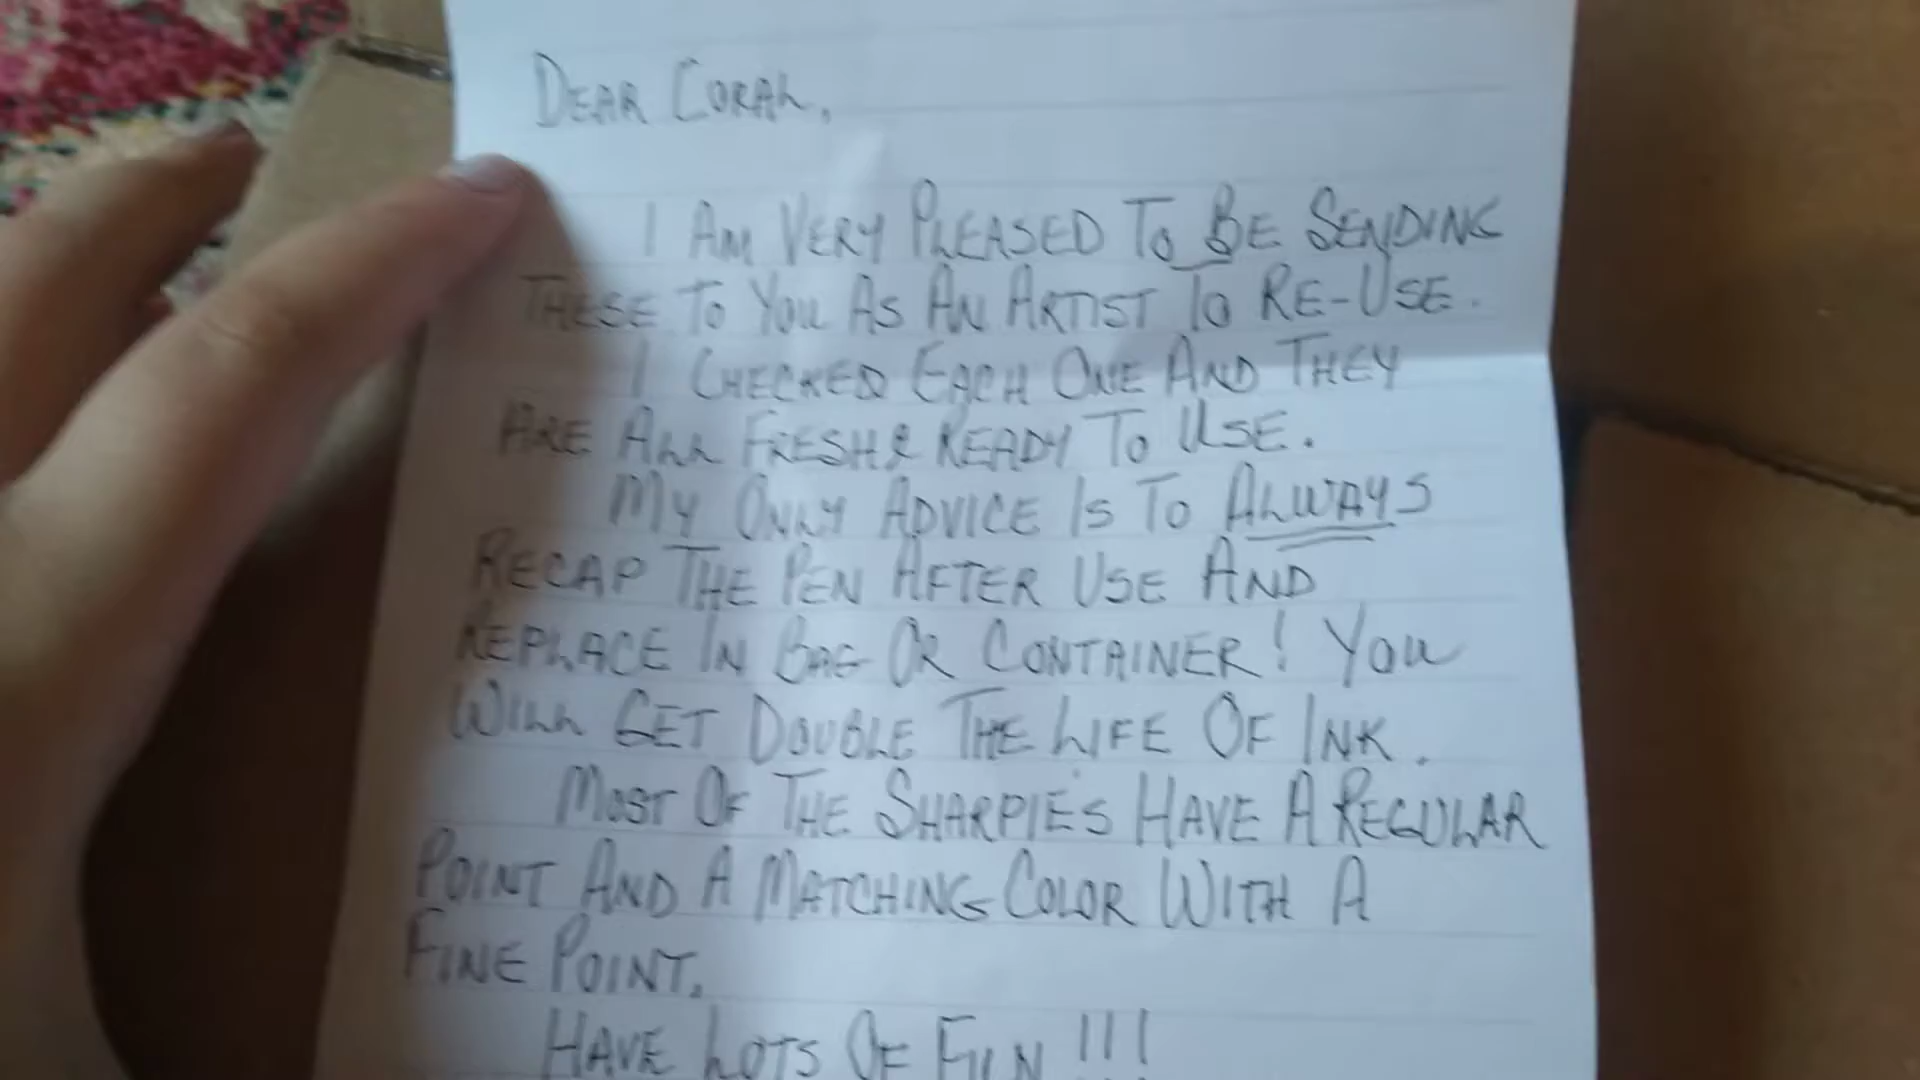 DEAR CORAL,
I AM VERY PLEASED TO BE SENDING
THESE TO YOU AS AN ARTIST TO RE-USE.
I CHECKED EACH ONE AND THEY
ARE ALL FRESH & READY TO USE.
MY ONLY ADVICE IS TO ALWAYS
RECAP THE PEN AFTER USE AND
REPLACE IN BAG OR CONTAINER! YOU
WILL GET DOUBLE THE LIFE OF INK.
MOST OF THE SHARPIE'S HAVE A REGULAR
POINT AND A MATCHING COLOR WITH A
FINE POINT.
HAVE LOTS OF FUN!!!